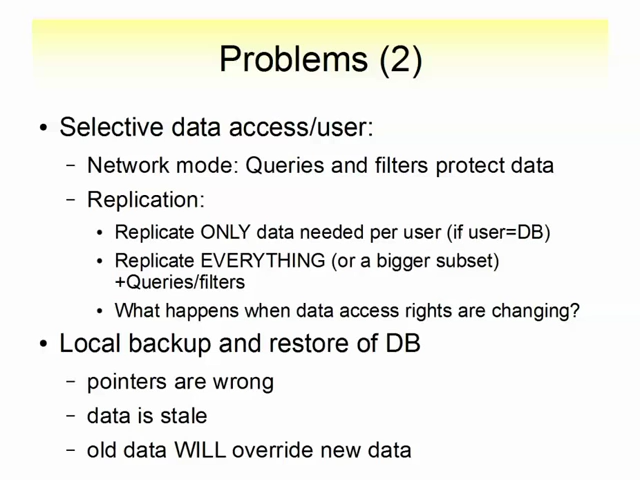 Problems (2)
• Selective data access/user:
– Network mode: Queries and filters protect data
– Replication:
• Replicate ONLY data needed per user (if user=DB)
• Replicate EVERYTHING (or a bigger subset)
+Queries/filters
• What happens when data access rights are changing?
• Local backup and restore of DB
– pointers are wrong
– data is stale
– old data WILL override new data